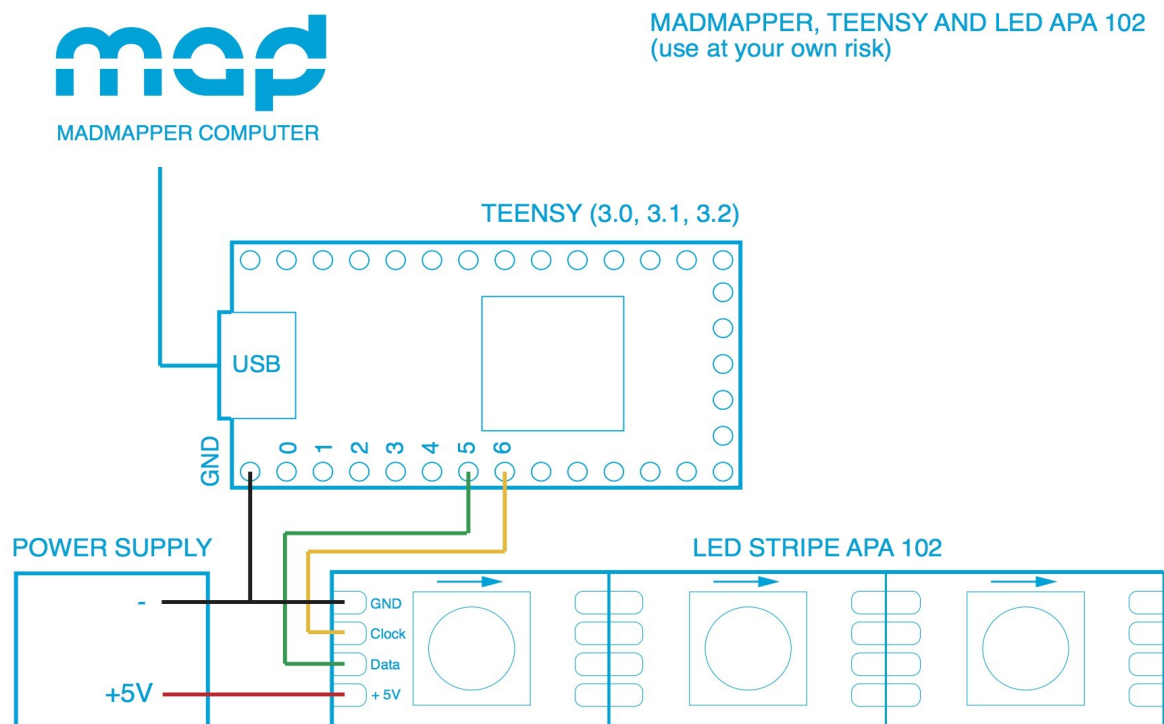 map
MADMAPPER COMPUTER
MADMAPPER, TEENSY AND LED APA 102
(use at your own risk)
TEENSY (3.0, 3.1, 3.2)
USB
GND 0 1 2 3 4 5 6
POWER SUPPLY
LED STRIPE APA 102
-
+5V
GND
Clock
Data
+ 5V